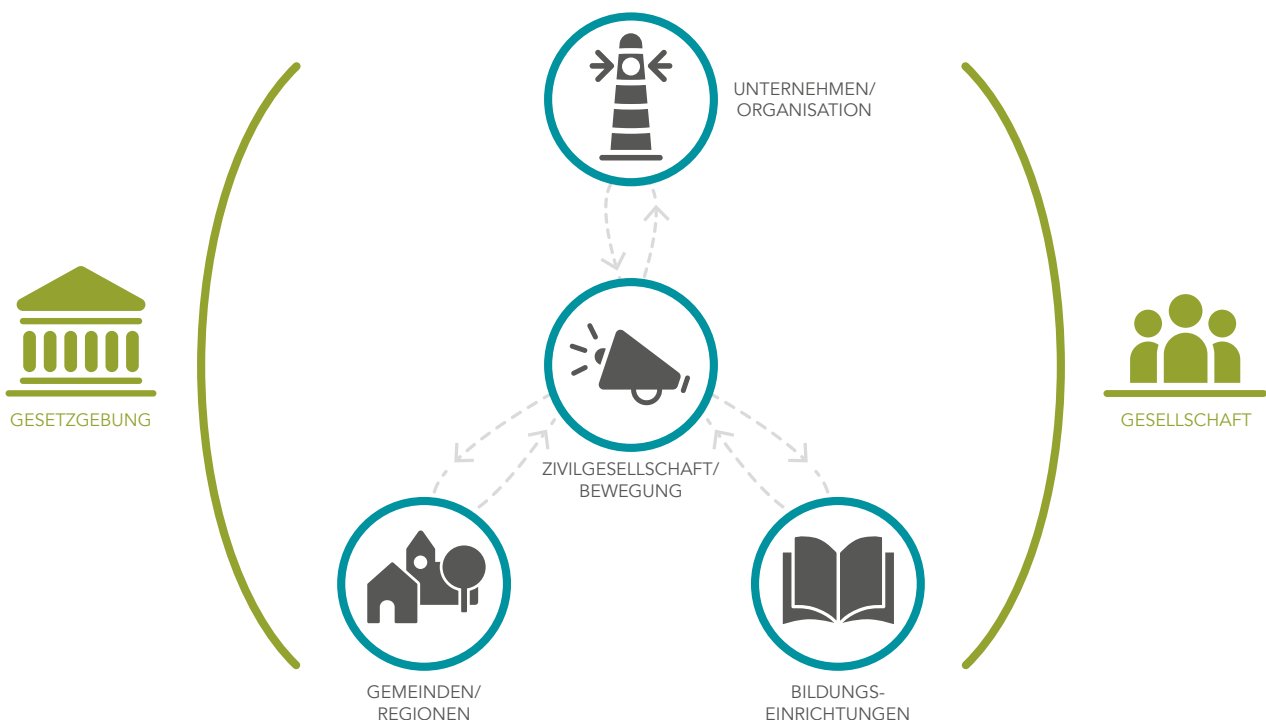 UNTERNEHMEN/
ORGANISATION
GESETZGEBUNG
GESELLSCHAFT
ZIVILGESELLSCHAFT/
BEWEGUNG
GEMEINDEN/
REGIONEN
BILDUNGS-
EINRICHTUNGEN